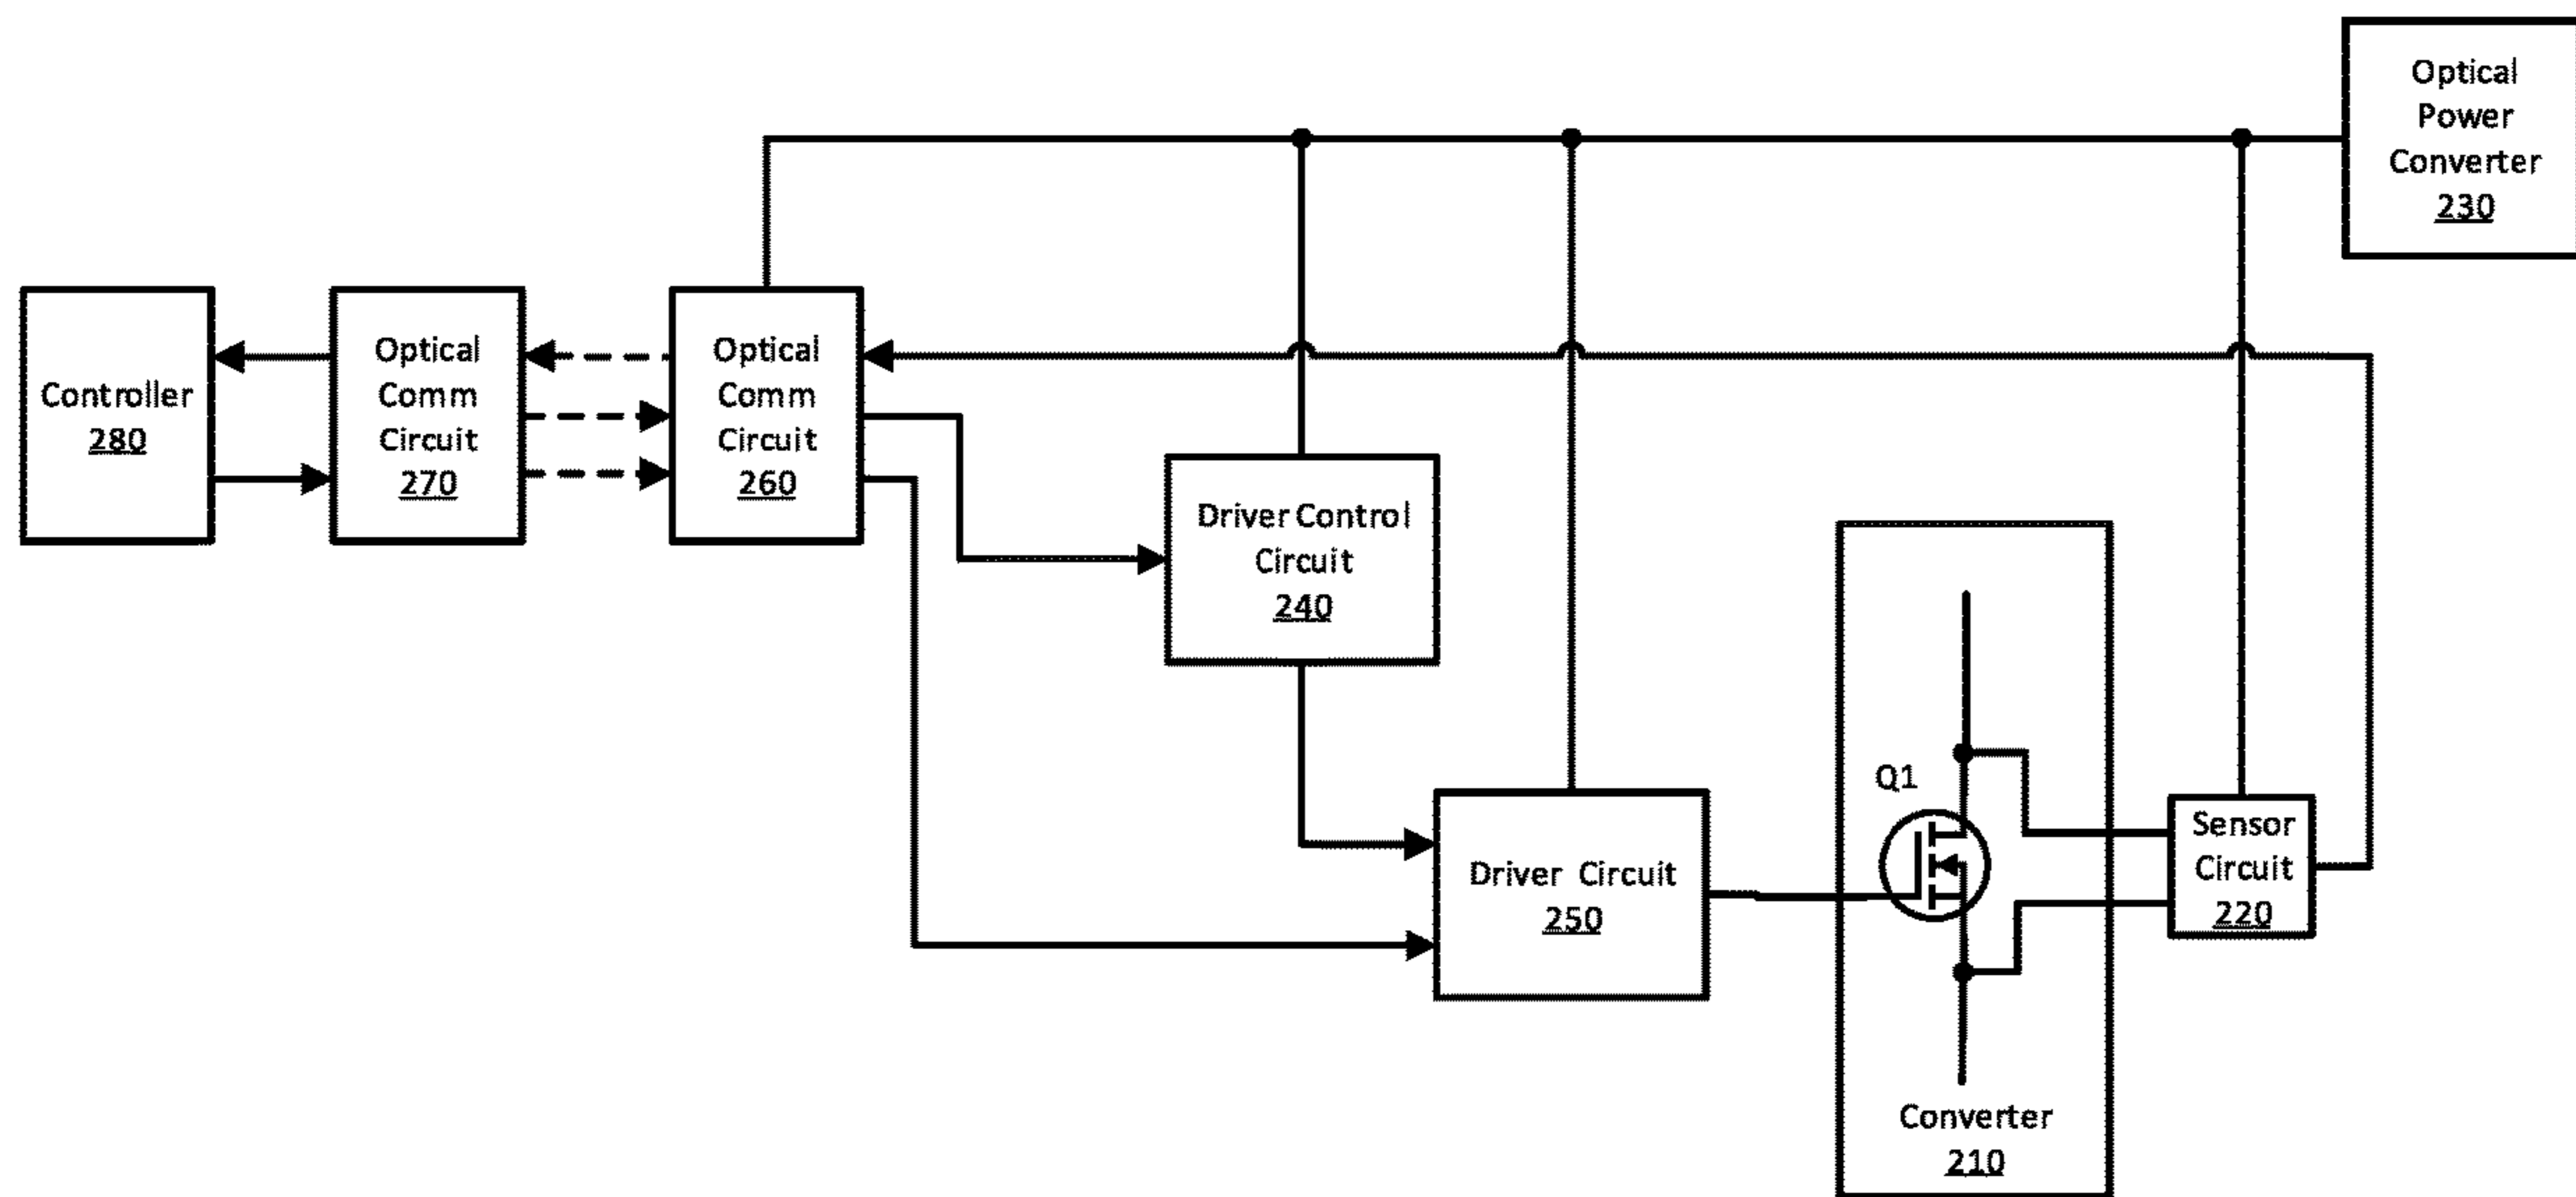 Optical
Power
Converter
230
Controller
280
Optical
Comm
Circuit
270
Optical
Comm
Circuit
260
Driver Control
Circuit
240
Driver Circuit
250
Q1
Converter
210
Sensor
Circuit
220